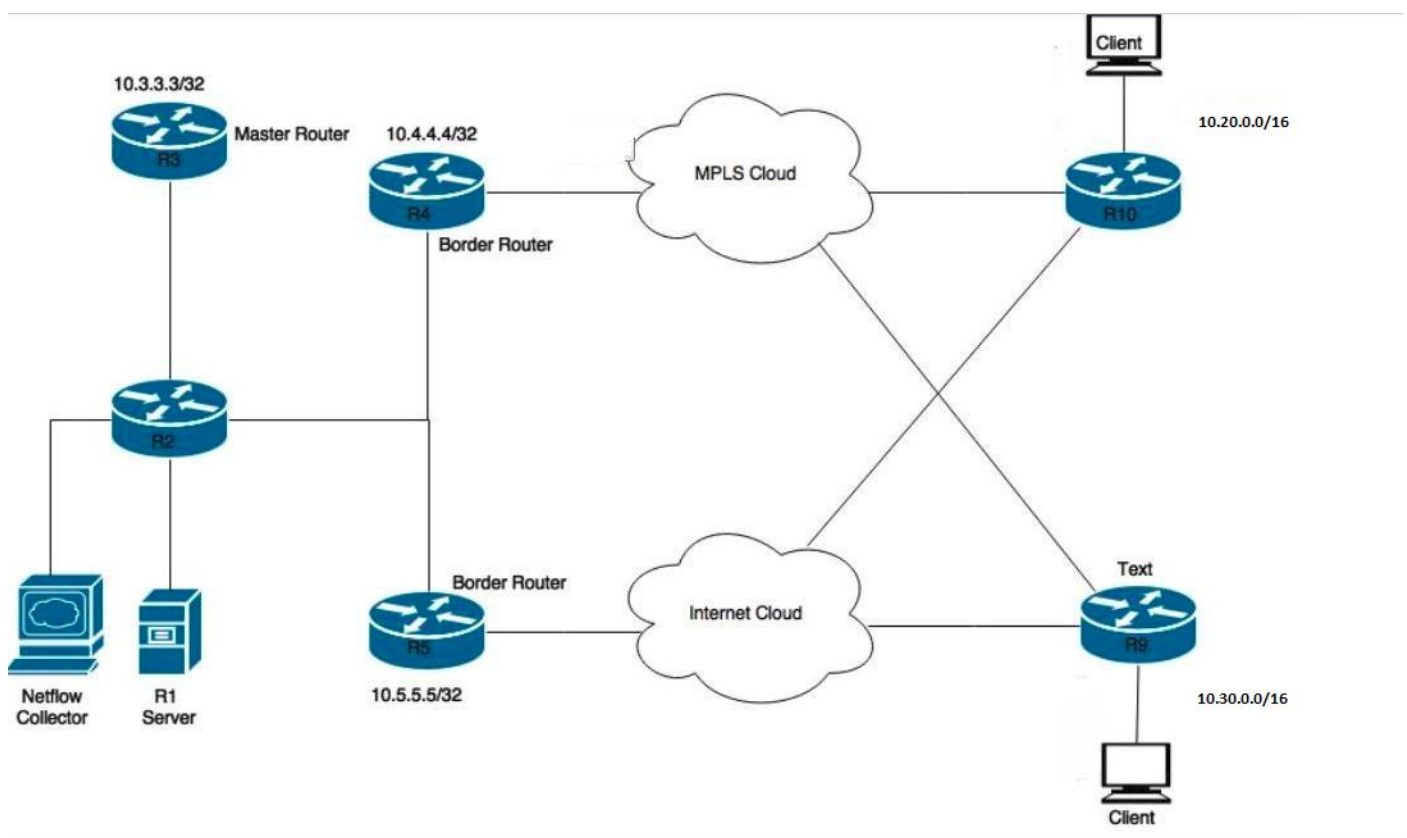 Client
10.3.3.3/32
10.20.0.0/16
Master Router
10.4.4.4/32
R3
MPLS Cloud
R4
R10
Border Router
R2
Text
Border Router
Internet Cloud
R5
R9
Netflow
Collector
R1
Server
10.5.5.5/32
10.30.0.0/16
Client